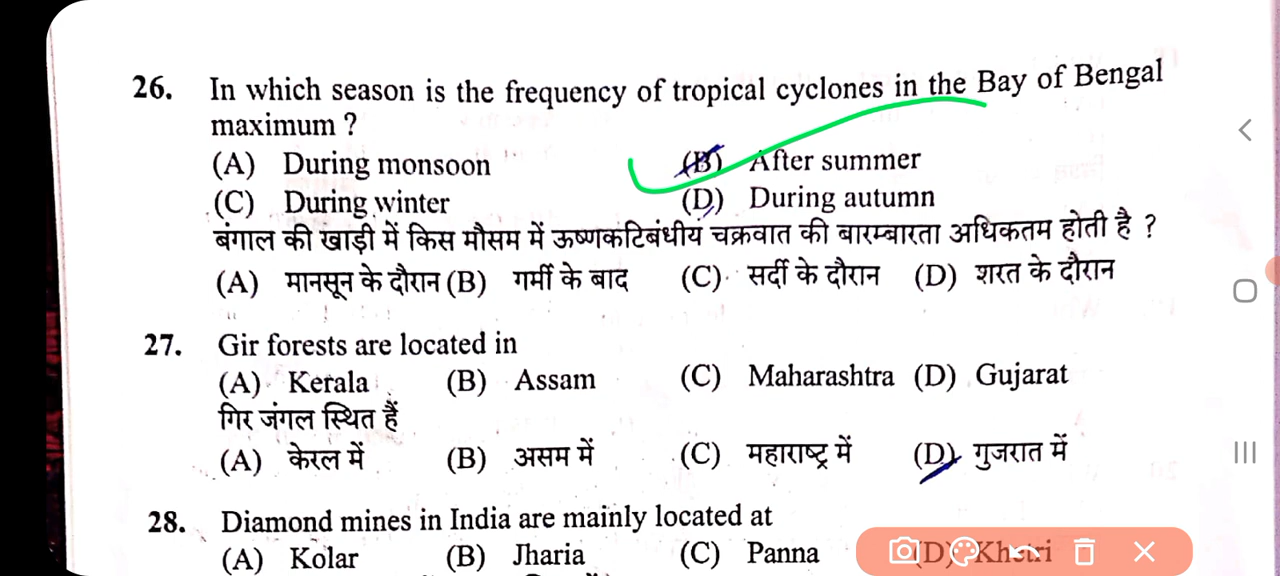 26. In which season is the frequency of tropical cyclones in the Bay of Bengal
maximum ?
(A) During monsoon (B) After summer
(C) During winter (D) During autumn
बंगाल की खाड़ी में किस मौसम में ऊष्णकटिबंधीय चक्रवात की बारम्बारता अधिकतम होती है ?
(A) मानसून के दौरान (B) गर्मी के बाद (C) सर्दी के दौरान (D) शरत के दौरान
27. Gir forests are located in
(A) Kerala (B) Assam (C) Maharashtra (D) Gujarat
गिर जंगल स्थित हैं
(A) केरल में (B) असम में (C) महाराष्ट्र में (D) गुजरात में
28. Diamond mines in India are mainly located at
(A) Kolar (B) Jharia (C) Panna (D) Khetri